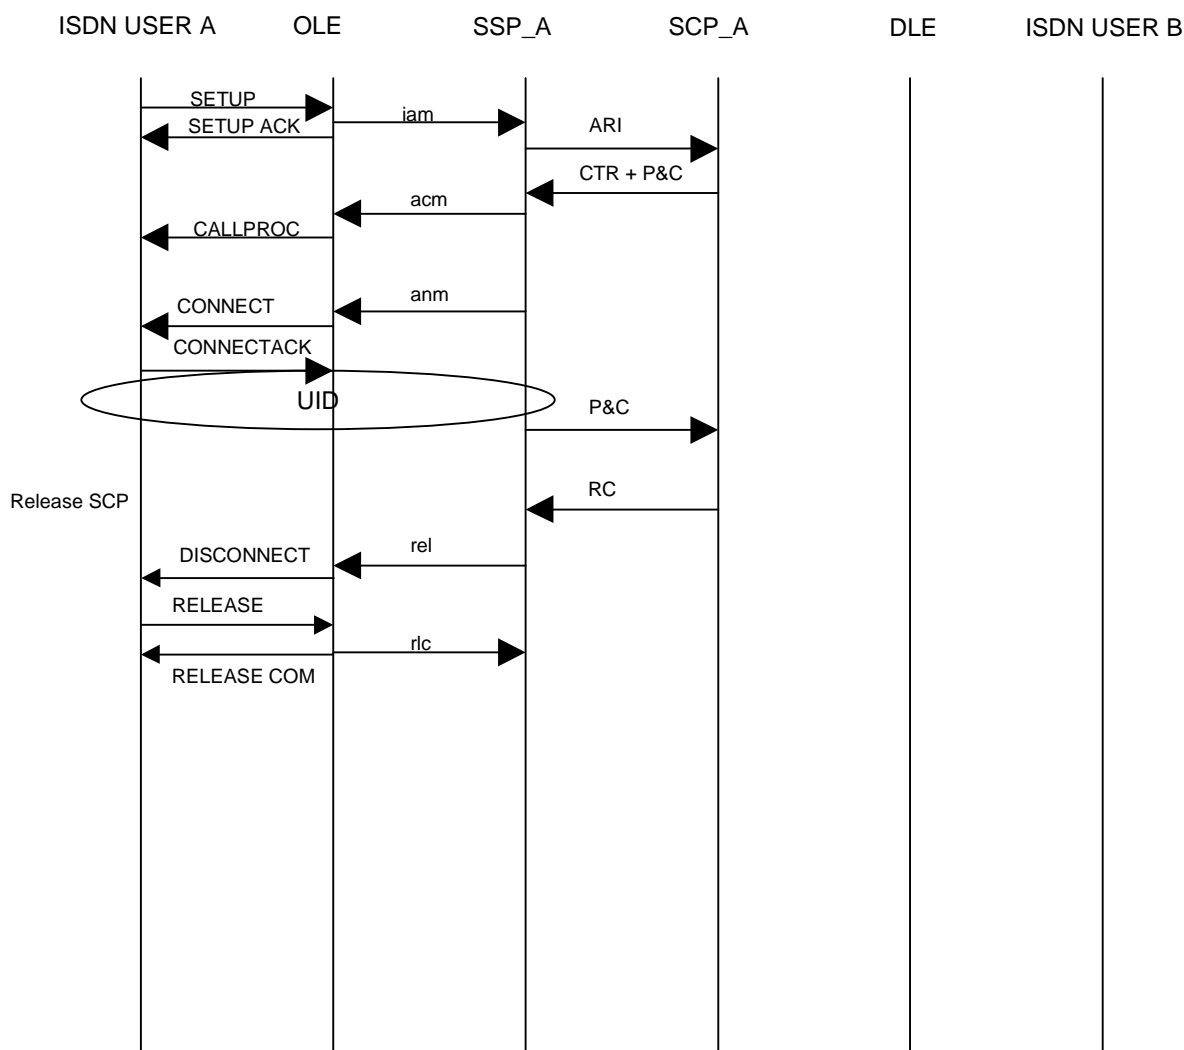 ISDN USER A OLE SSP_A SCP_A DLE ISDN USER B
SETUP
iam
SETUP ACK
ARI
CTR + P&C
acm
CALLPROC
anm
CONNECT
CONNECTACK
UID
P&C
RC
Release SCP
rel
DISCONNECT
RELEASE
rlc
RELEASE COM